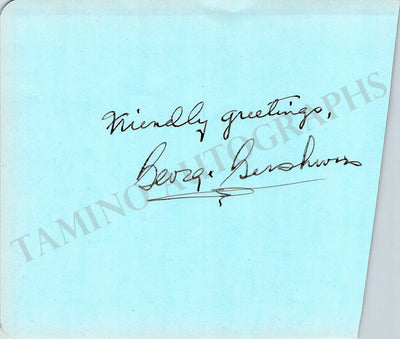 Friendly greetings,
George Gershwin
TAMINO AUTOGRAPHS